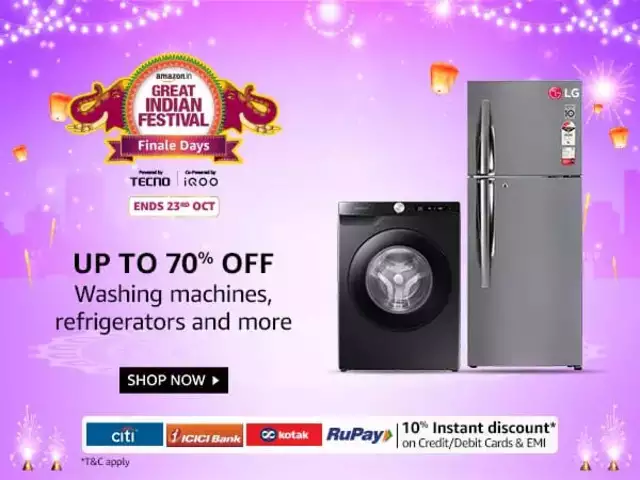 amazon.in
GREAT
INDIAN
FESTIVAL
Finale Days
Powered by
TECNO
Co-Powered by
iQOO
ENDS 23RD OCT
UP TO 70% OFF
Washing machines,
refrigerators and more
SHOP NOW
LG
citi
ICICI Bank
kotak
RuPay
10% Instant discount*
on Credit/Debit Cards & EMI
*T&C apply